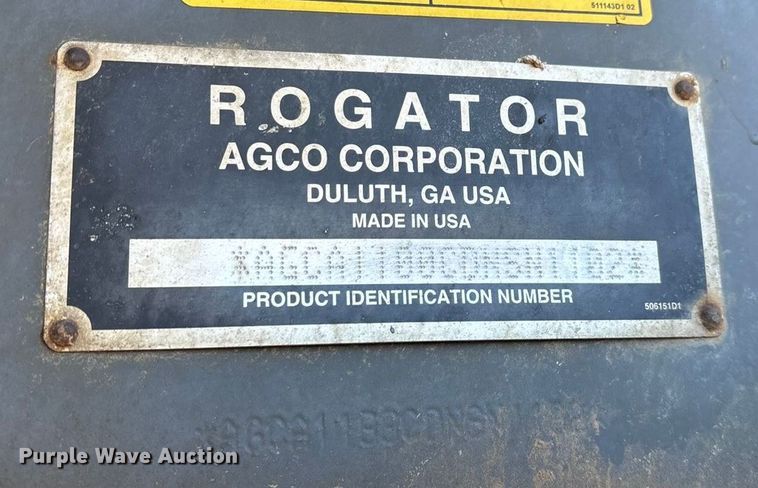 511143D1 02
ROGATOR
AGCO CORPORATION
DULUTH, GA USA
MADE IN USA
PRODUCT IDENTIFICATION NUMBER
506151D1
Purple Wave Auction